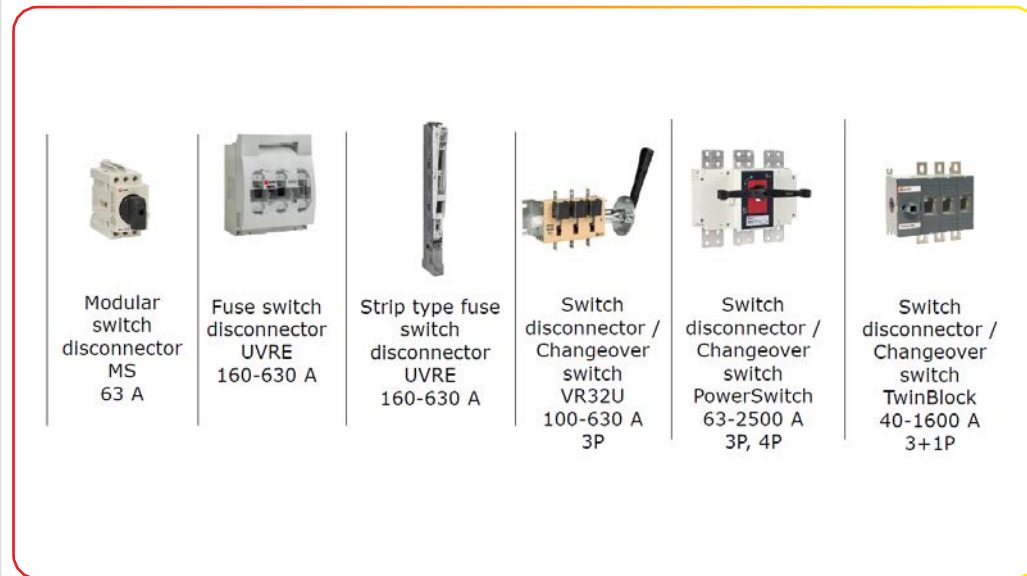 Modular
switch
disconnector
MS
63 A
Fuse switch
disconnector
UVRE
160-630 A
Strip type fuse
switch
disconnector
UVRE
160-630 A
Switch
disconnector /
Changeover
switch
VR32U
100-630 A
3P
Switch
disconnector /
Changeover
switch
PowerSwitch
63-2500 A
3P, 4P
Switch
disconnector /
Changeover
switch
TwinBlock
40-1600 A
3+1P